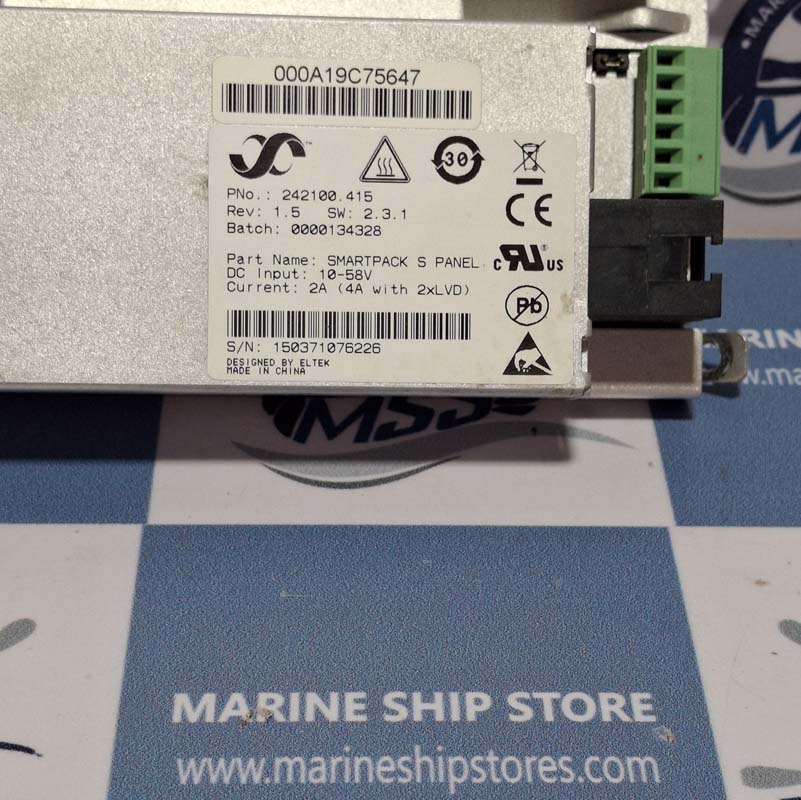 000A19C75647
30
PNo.: 242100.415
Rev: 1.5 SW: 2.3.1
Batch: 0000134328
CE
Part Name: SMARTPACK S PANEL
DC Input: 10-58V
Current: 2A (4A with 2xLVD)
c RU US
Pb
S/N: 150371076226
DESIGNED BY ELTEK
MADE IN CHINA
MARINE SHIP STORE
www.marineshipstores.com